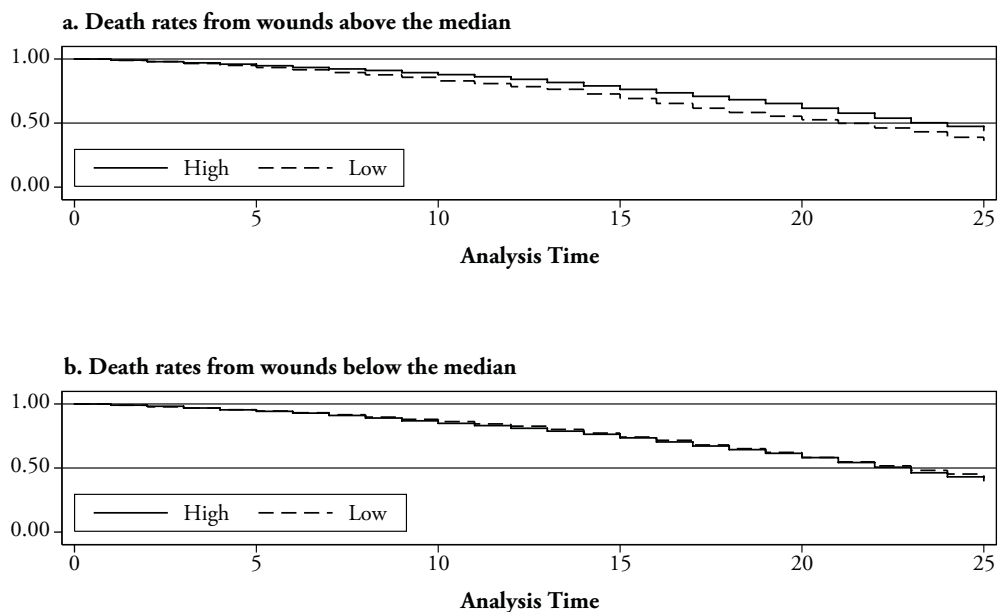 a. Death rates from wounds above the median
1.00
0.50
0.00
High Low
0 5 10 15 20 25
Analysis Time
b. Death rates from wounds below the median
1.00
0.50
0.00
High Low
0 5 10 15 20 25
Analysis Time